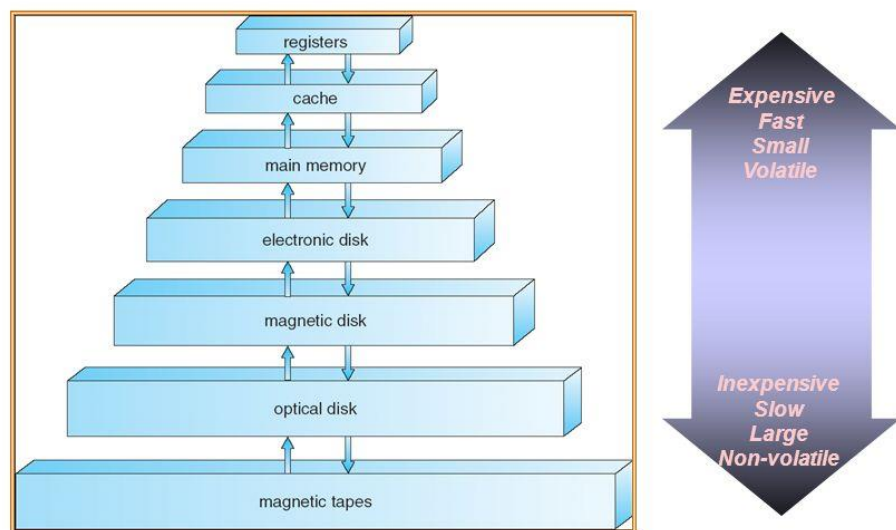 registers
cache
main memory
electronic disk
magnetic disk
optical disk
magnetic tapes
Expensive
Fast
Small
Volatile
Inexpensive
Slow
Large
Non-volatile